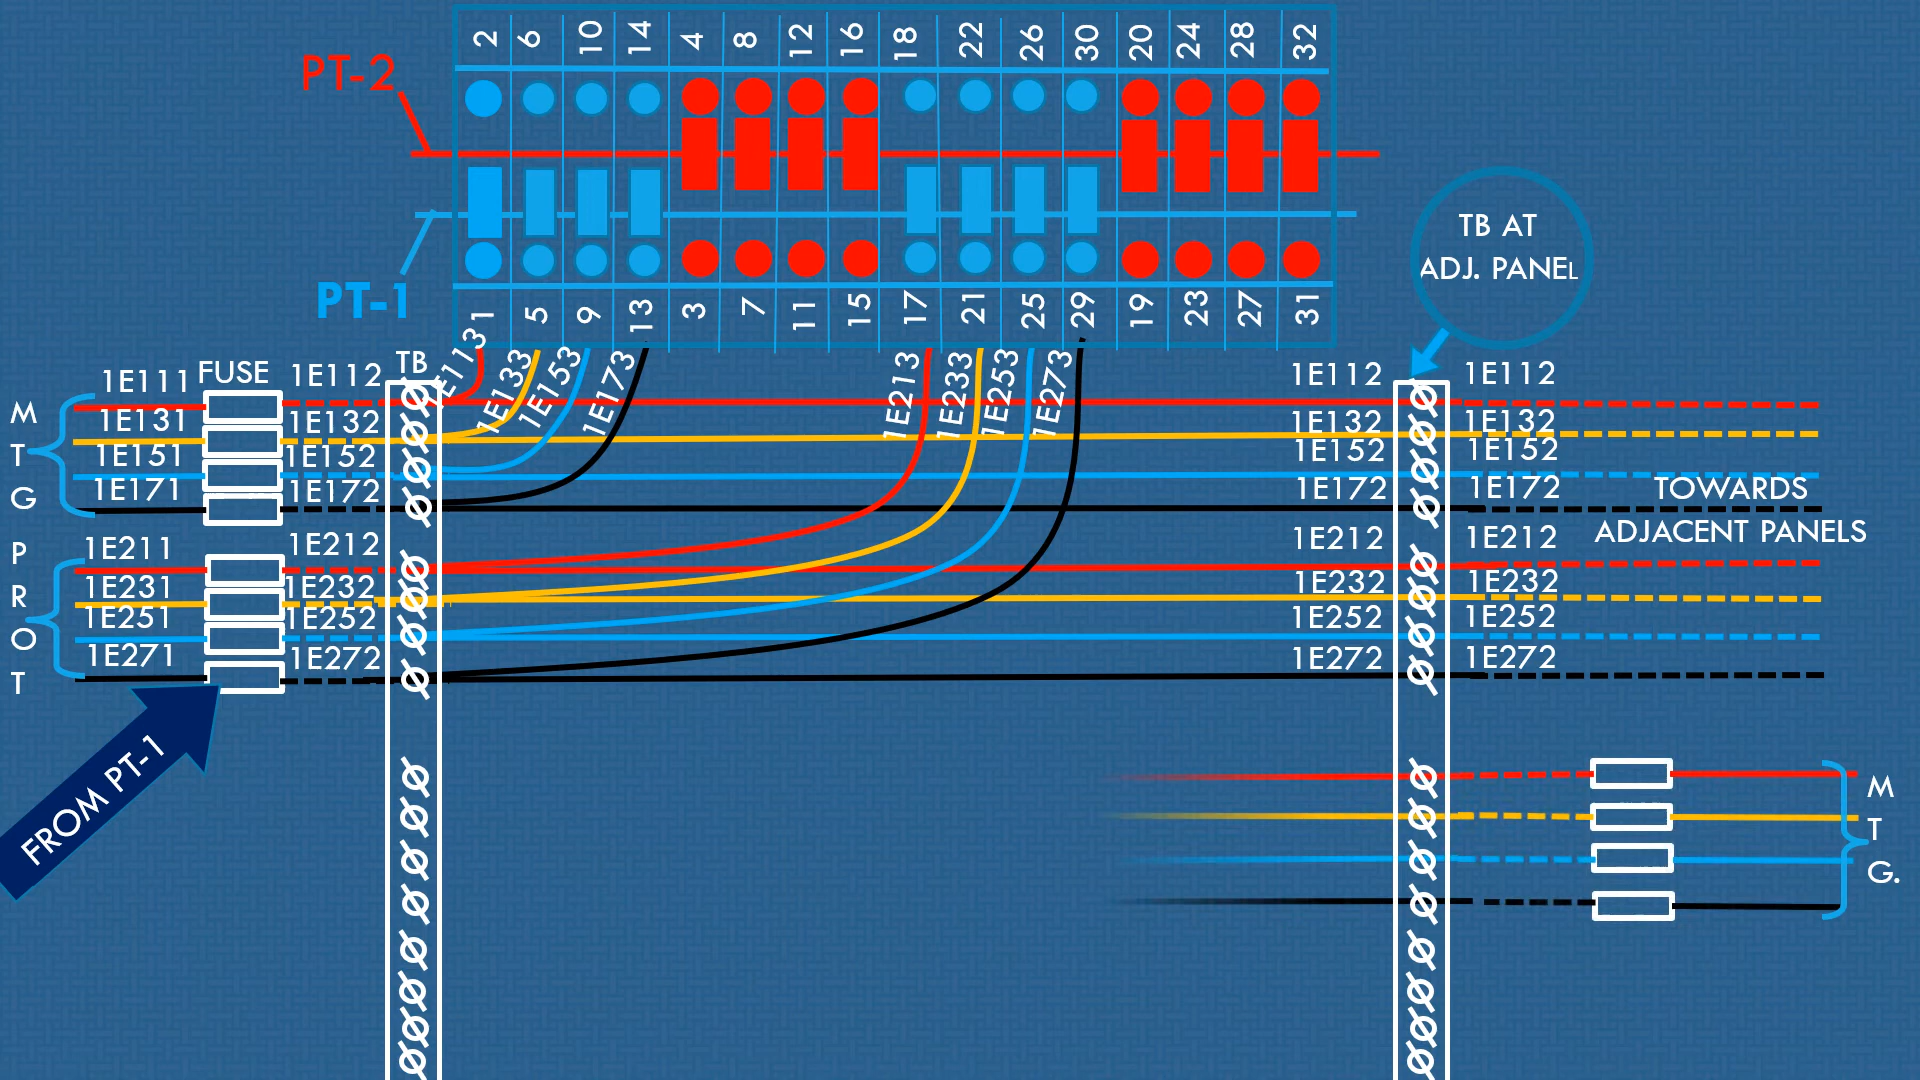 2 6 10 14 4 8 12 16 18 22 26 30 20 24 28 32
PT-2
PT-1
1 5 9 13 3 7 11 15 17 21 25 29 19 23 27 31
TB AT
ADJ. PANEL
FUSE
TB
1E111 1E112
1E131 1E132
1E151 1E152
1E171 1E172
1E113 1E133 1E153 1E173
1E213 1E233 1E253 1E273
1E112 1E112
1E132 1E132
1E152 1E152
1E172 1E172
TOWARDS
ADJACENT PANELS
M
T
G
P
R
O
T
1E211 1E212
1E231 1E232
1E251 1E252
1E271 1E272
1E212 1E212
1E232 1E232
1E252 1E252
1E272 1E272
FROM PT-1
M
T
G.